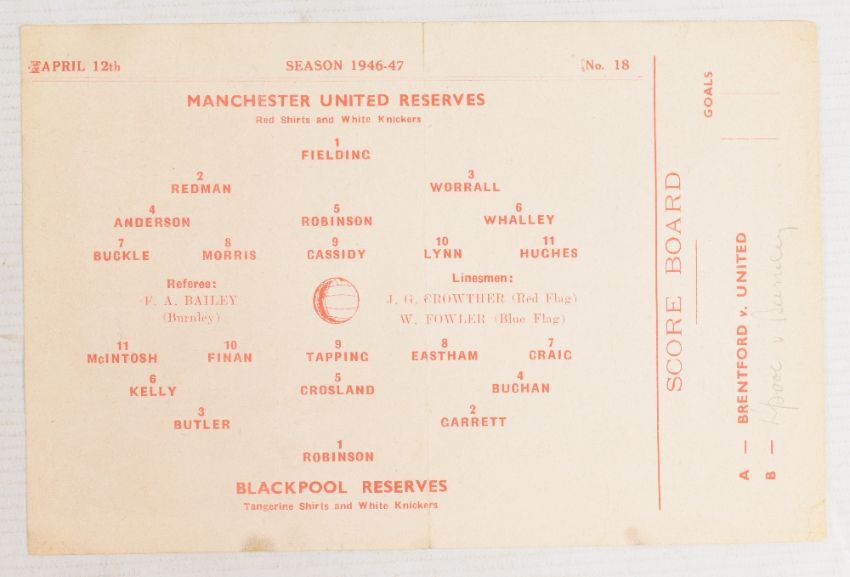 APRIL 12th SEASON 1946-47 No. 18
MANCHESTER UNITED RESERVES
Red Shirts and White Knickers
1
FIELDING
2 3
REDMAN WORRALL
4 5 6
ANDERSON ROBINSON WHALLEY
7 8 9 10 11
BUCKLE MORRIS CASSIDY LYNN HUGHES
Referee: Linesmen:
F. A. BAILEY J. G. CROWTHER (Red Flag)
(Burnley) W. FOWLER (Blue Flag)
11 10 9 8 7
McINTOSH FINAN TAPPING EASTHAM CRAIG
6 5 4
KELLY CROSLAND BUCHAN
3 2
BUTLER GARRETT
1
ROBINSON
BLACKPOOL RESERVES
Tangerine Shirts and White Knickers
SCORE BOARD
GOALS
A — BRENTFORD v. UNITED
B — L'pool v Burnley